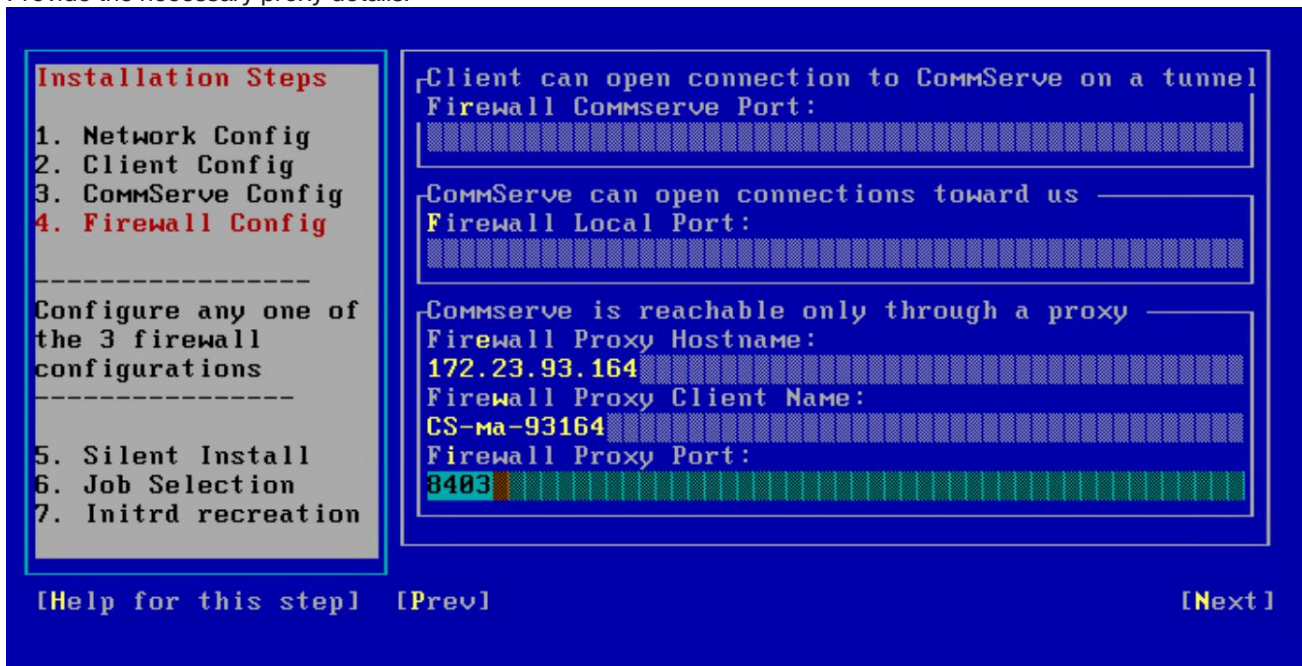 Provide the necessary proxy details.
Installation Steps
1. Network Config
2. Client Config
3. CommServe Config
4. Firewall Config
------------------
Configure any one of
the 3 firewall
configurations
-----------------
5. Silent Install
6. Job Selection
7. Initrd recreation
Client can open connection to CommServe on a tunnel
Firewall Commserve Port:
CommServe can open connections toward us
Firewall Local Port:
Commserve is reachable only through a proxy
Firewall Proxy Hostname:
172.23.93.164
Firewall Proxy Client Name:
CS-ma-93164
Firewall Proxy Port:
8403
[Help for this step] [Prev] [Next]